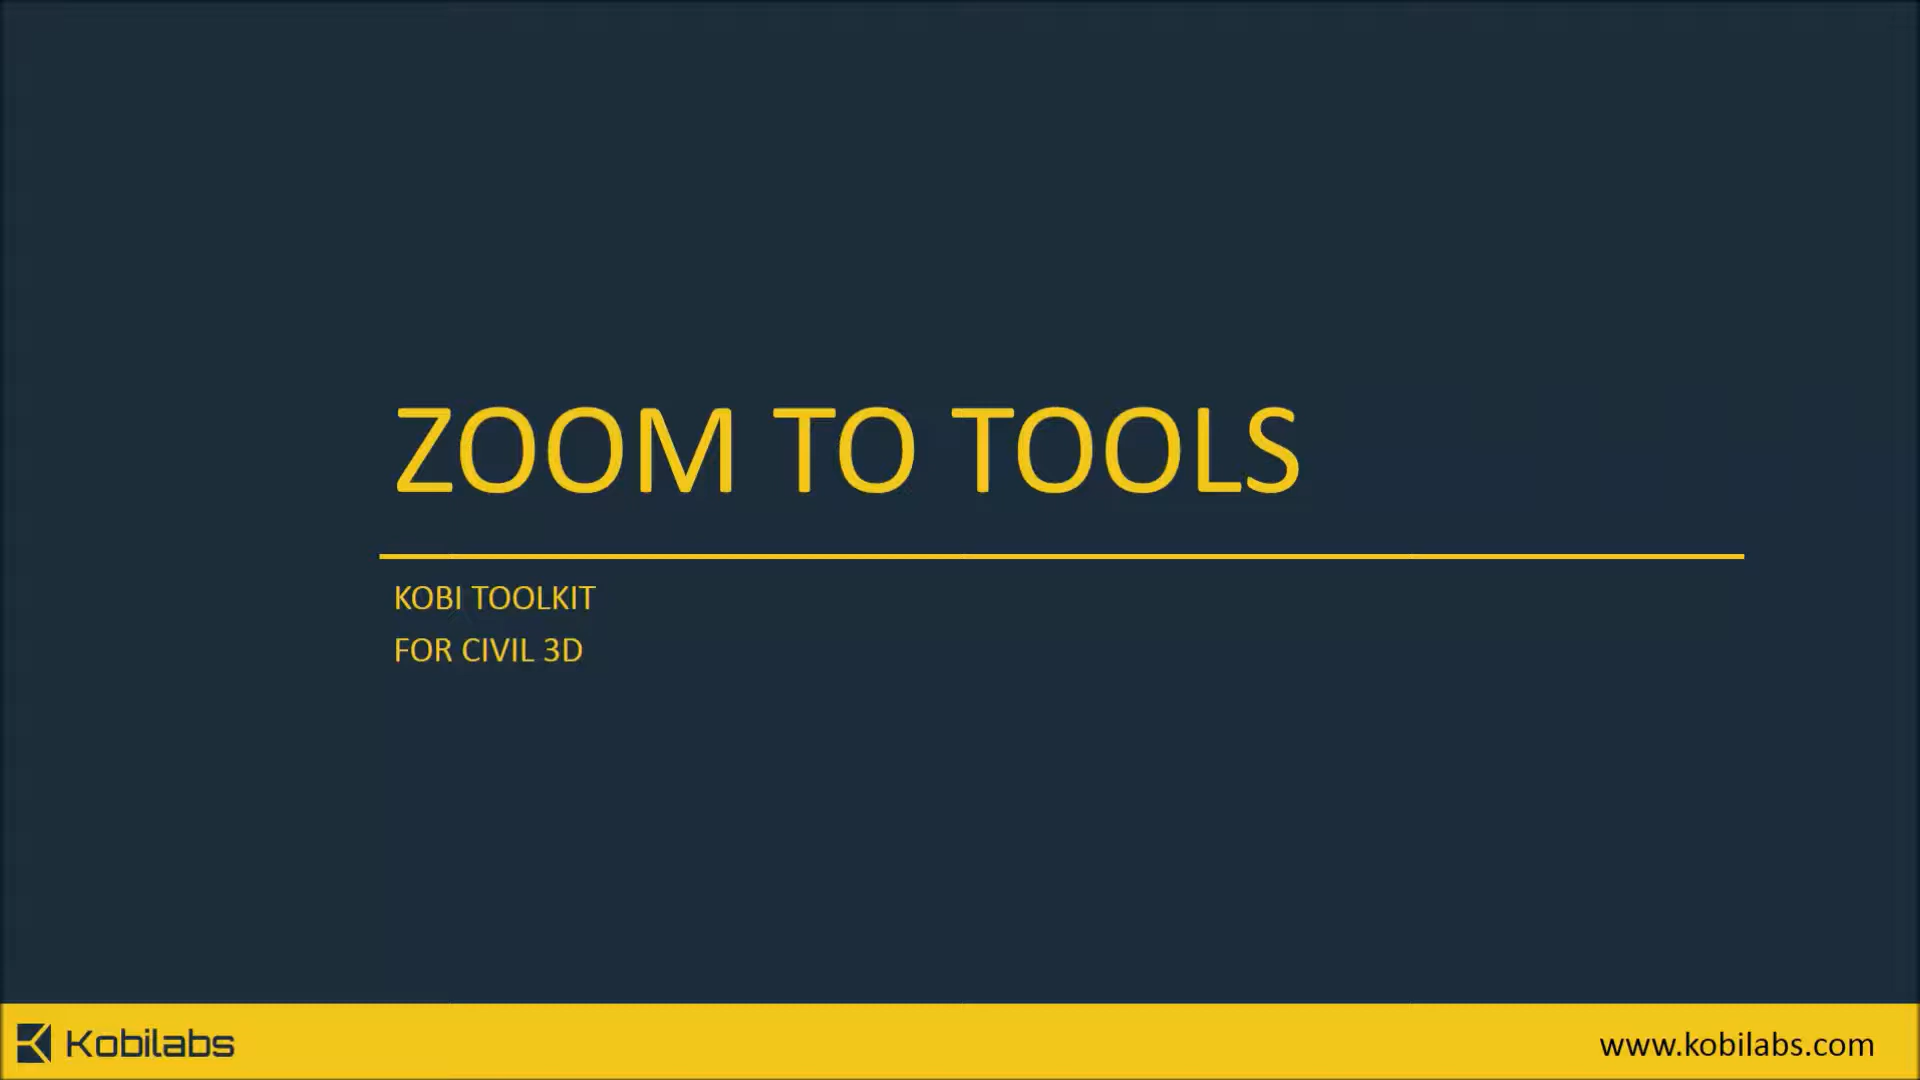 ZOOM TO TOOLS
KOBI TOOLKIT
FOR CIVIL 3D
Kobilabs
www.kobilabs.com